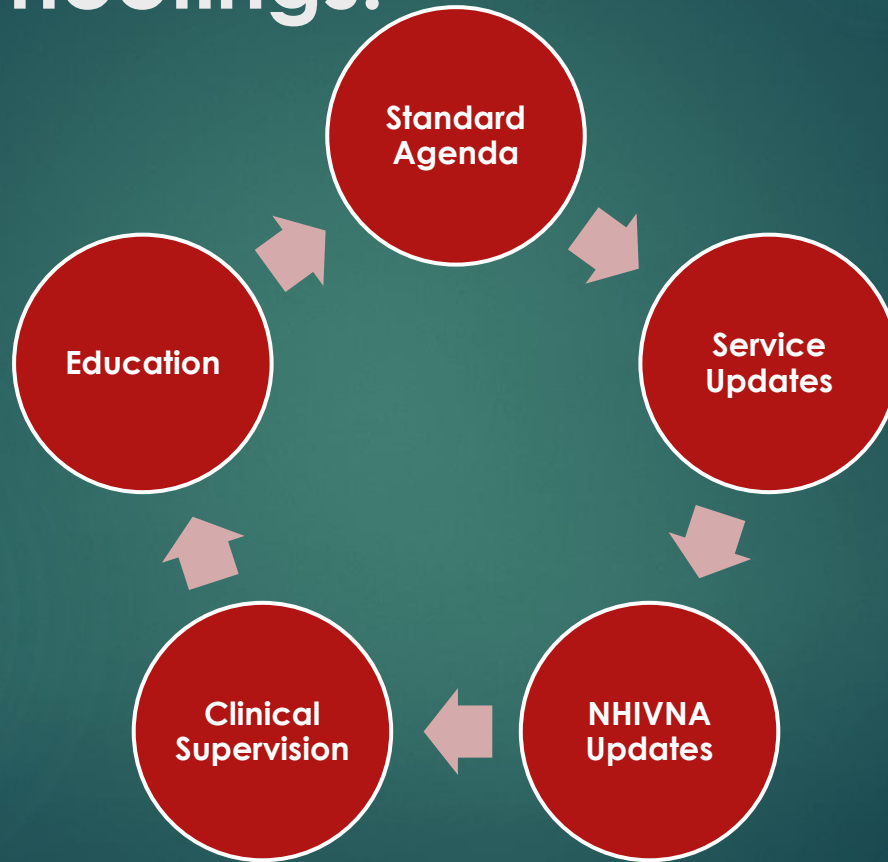 Standard
Agenda
Service
Updates
NHIVNA
Updates
Clinical
Supervision
Education